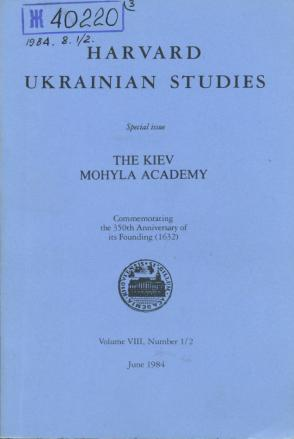 Ж 40220 3
1984. 8. 1/2.
HARVARD
UKRAINIAN STUDIES
Special issue
THE KIEV
MOHYLA ACADEMY
Commemorating
the 350th Anniversary of
its Founding (1632)
Volume VIII, Number 1/2
June 1984